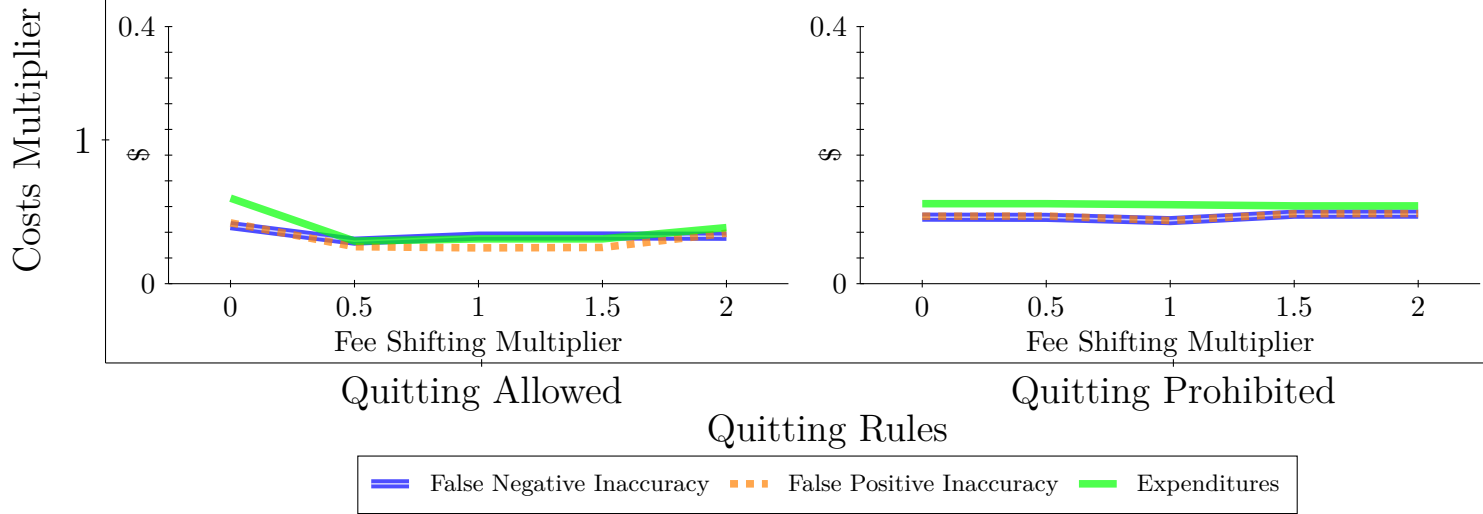 Costs Multiplier
1
0.4
$
0
0 0.5 1 1.5 2
Fee Shifting Multiplier
Quitting Allowed
0.4
$
0
0 0.5 1 1.5 2
Fee Shifting Multiplier
Quitting Prohibited
Quitting Rules
False Negative Inaccuracy False Positive Inaccuracy Expenditures